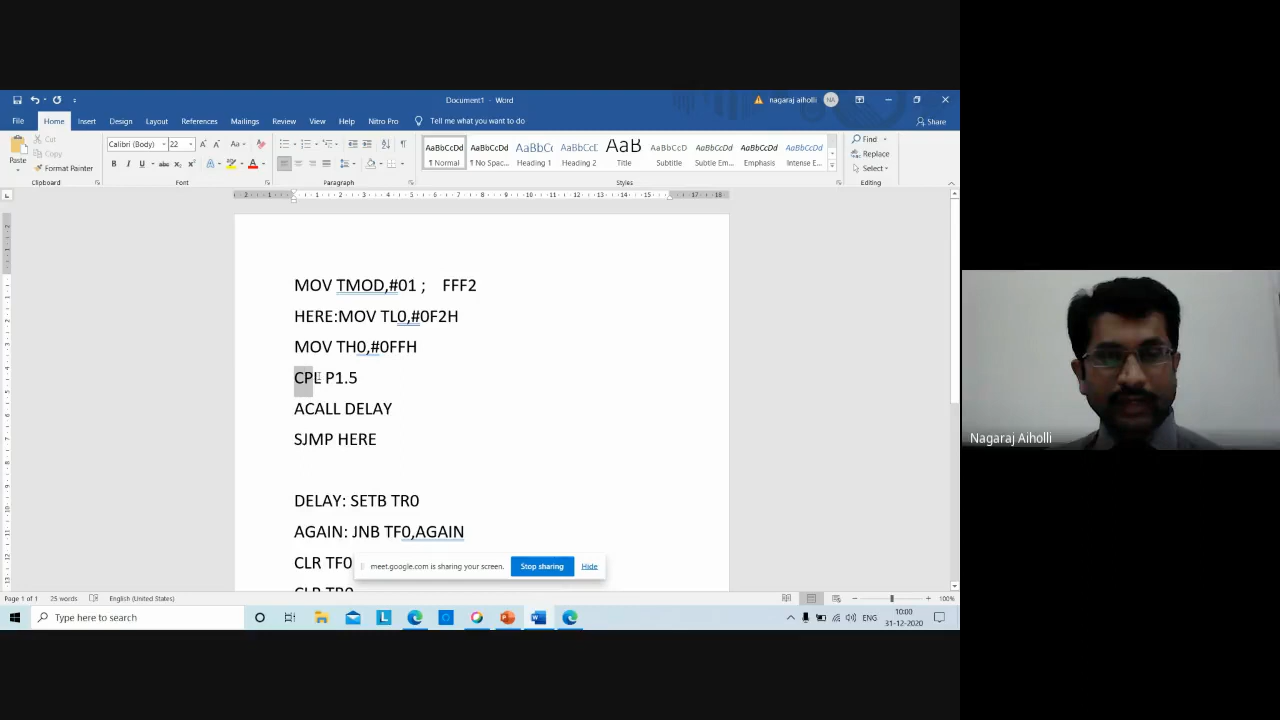 Document1 - Word
nagaraj aiholli NA
File Home Insert Design Layout References Mailings Review View Help Nitro Pro Tell me what you want to do Share
Paste Cut Copy Format Painter Clipboard
Calibri (Body) 22 Font
Paragraph
AaBbCcDd ¶ Normal
AaBbCcDd ¶ No Spac...
AaBbCc Heading 1
AaBbCcE Heading 2
AaB Title
AaBbCcD Subtitle
AaBbCcDd Subtle Em...
AaBbCcDd Emphasis
AaBbCcDd Intense E...
Styles
Find Replace Select Editing
MOV TMOD,#01 ; FFF2
HERE:MOV TL0,#0F2H
MOV TH0,#0FFH
CPL P1.5
ACALL DELAY
SJMP HERE
DELAY: SETB TR0
AGAIN: JNB TF0,AGAIN
CLR TF0
CLR TR0
meet.google.com is sharing your screen. Stop sharing Hide
Page 1 of 1 25 words English (United States) 100%
Type here to search
ENG 10:00 31-12-2020
Nagaraj Aiholli